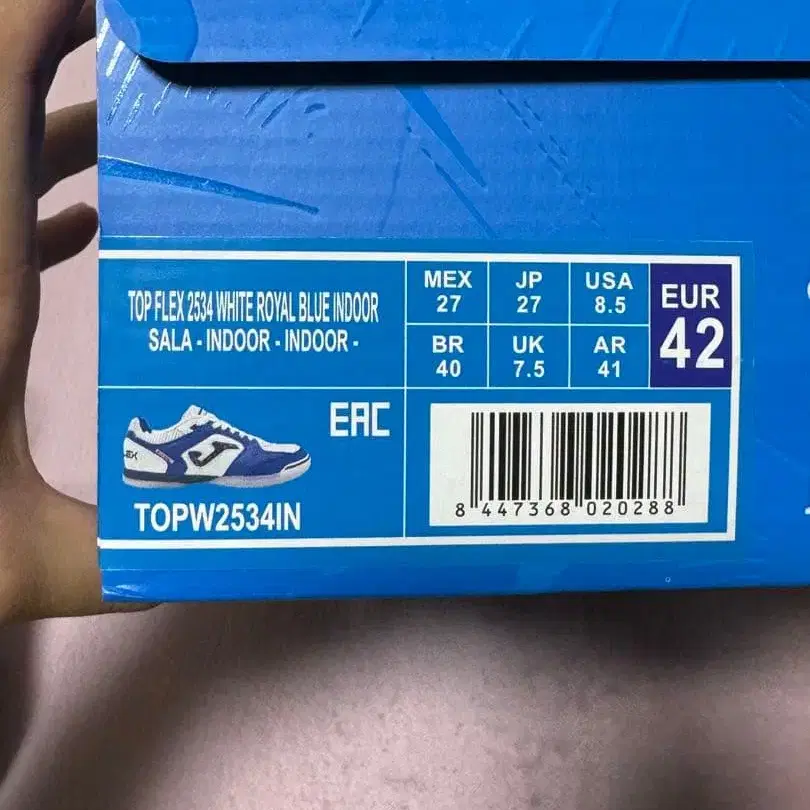 TOP FLEX 2534 WHITE ROYAL BLUE INDOOR
SALA - INDOOR - INDOOR -
MEX
27
JP
27
USA
8.5
BR
40
UK
7.5
AR
41
EUR
42
EAC
TOPW2534IN
8 447368 020288